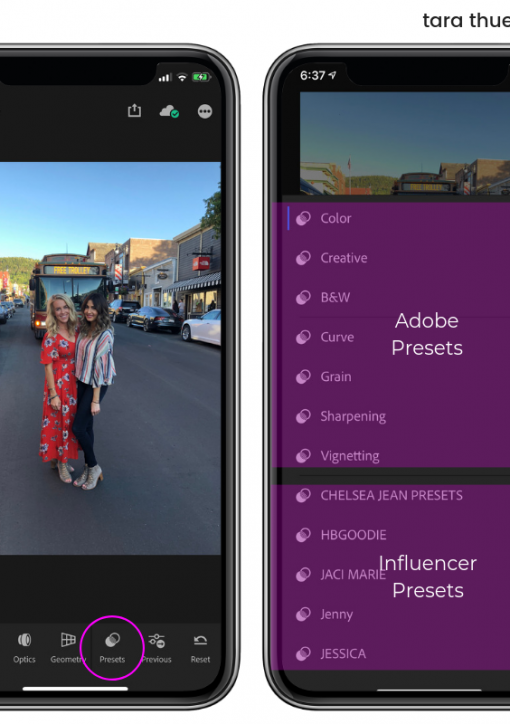 tara thue
6:37
FREE TROLLEY
Optics
Geometry
Presets
Previous
Reset
Color
Creative
B&W
Curve
Grain
Sharpening
Vignetting
Adobe
Presets
CHELSEA JEAN PRESETS
HBGOODIE
JACI MARIE
Jenny
JESSICA
Influencer
Presets